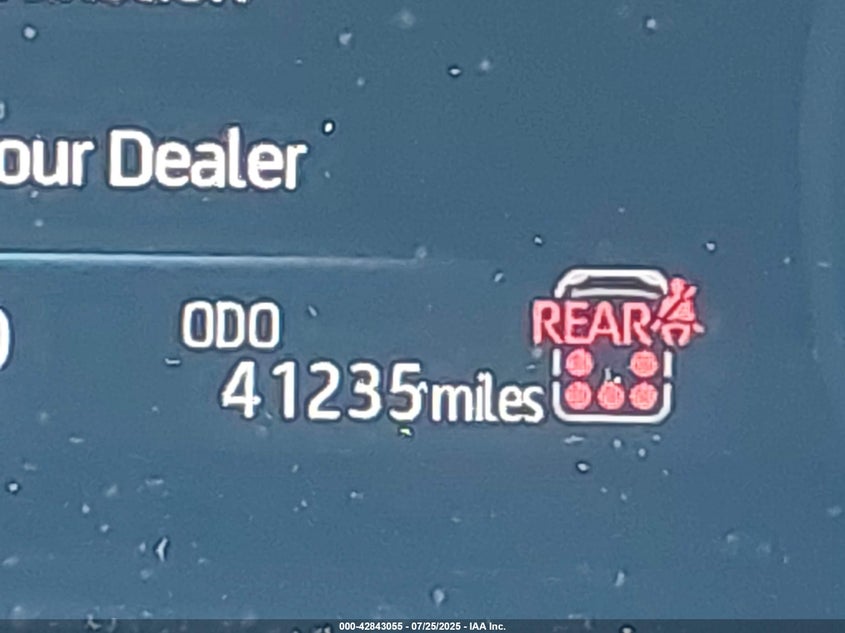 our Dealer
ODO
REAR
41235 miles
000-42843055 - 07/25/2025 - IAA Inc.